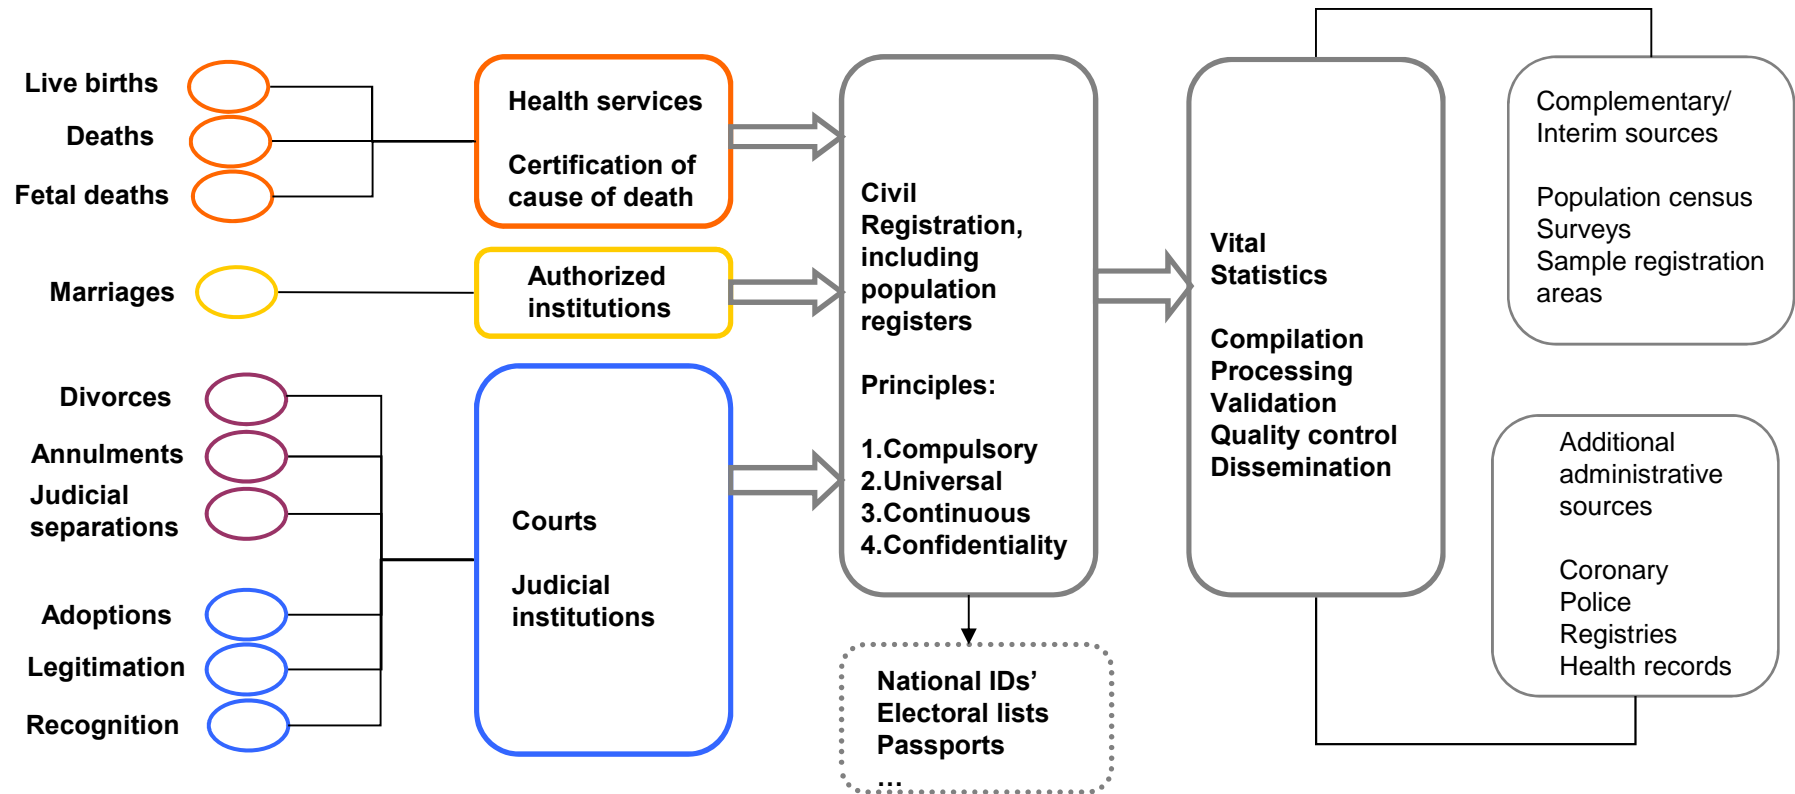 Live births
Deaths
Fetal deaths
Marriages
Divorces
Annulments
Judicial
separations
Adoptions
Legitimation
Recognition
Health services
Certification of
cause of death
Authorized
institutions
Courts
Judicial
institutions
Civil
Registration,
including
population
registers
Principles:
1.Compulsory
2.Universal
3.Continuous
4.Confidentiality
National IDs’
Electoral lists
Passports
...
Vital
Statistics
Compilation
Processing
Validation
Quality control
Dissemination
Complementary/
Interim sources
Population census
Surveys
Sample registration
areas
Additional
administrative
sources
Coronary
Police
Registries
Health records